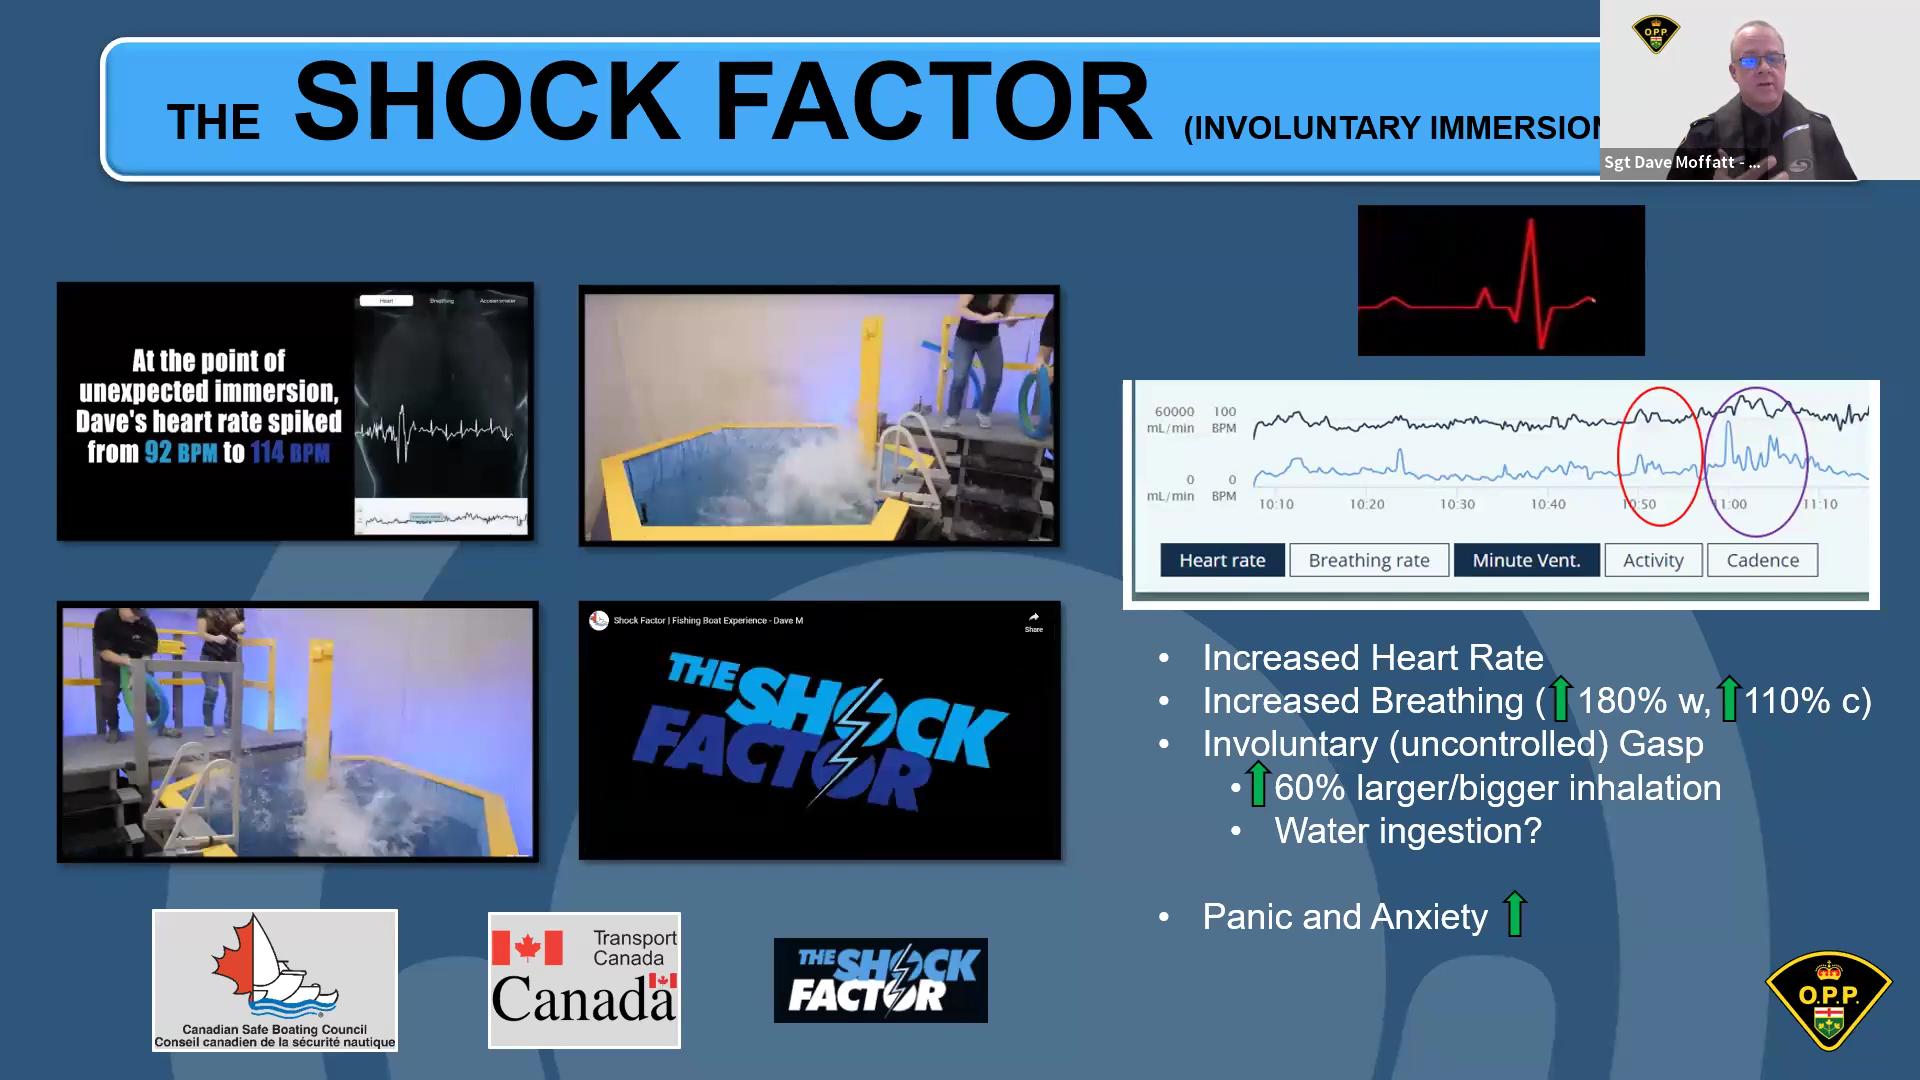 THE SHOCK FACTOR (INVOLUNTARY IMMERSION
O.P.P.
Sgt Dave Moffatt - ...
At the point of
unexpected immersion,
Dave's heart rate spiked
from 92 BPM to 114 BPM
Heart Breathing Accelerometer
60000 mL/min 100 BPM
0 mL/min 0 BPM
10:10 10:20 10:30 10:40 10:50 11:00 11:10
Heart rate Breathing rate Minute Vent. Activity Cadence
Shock Factor | Fishing Boat Experience - Dave M
Share
THE SHOCK
FACTOR
• Increased Heart Rate
• Increased Breathing (180% w, 110% c)
• Involuntary (uncontrolled) Gasp
• 60% larger/bigger inhalation
• Water ingestion?
• Panic and Anxiety
Canadian Safe Boating Council
Conseil canadien de la sécurité nautique
Transport
Canada
Canada
THE SHOCK
FACTOR
O.P.P.